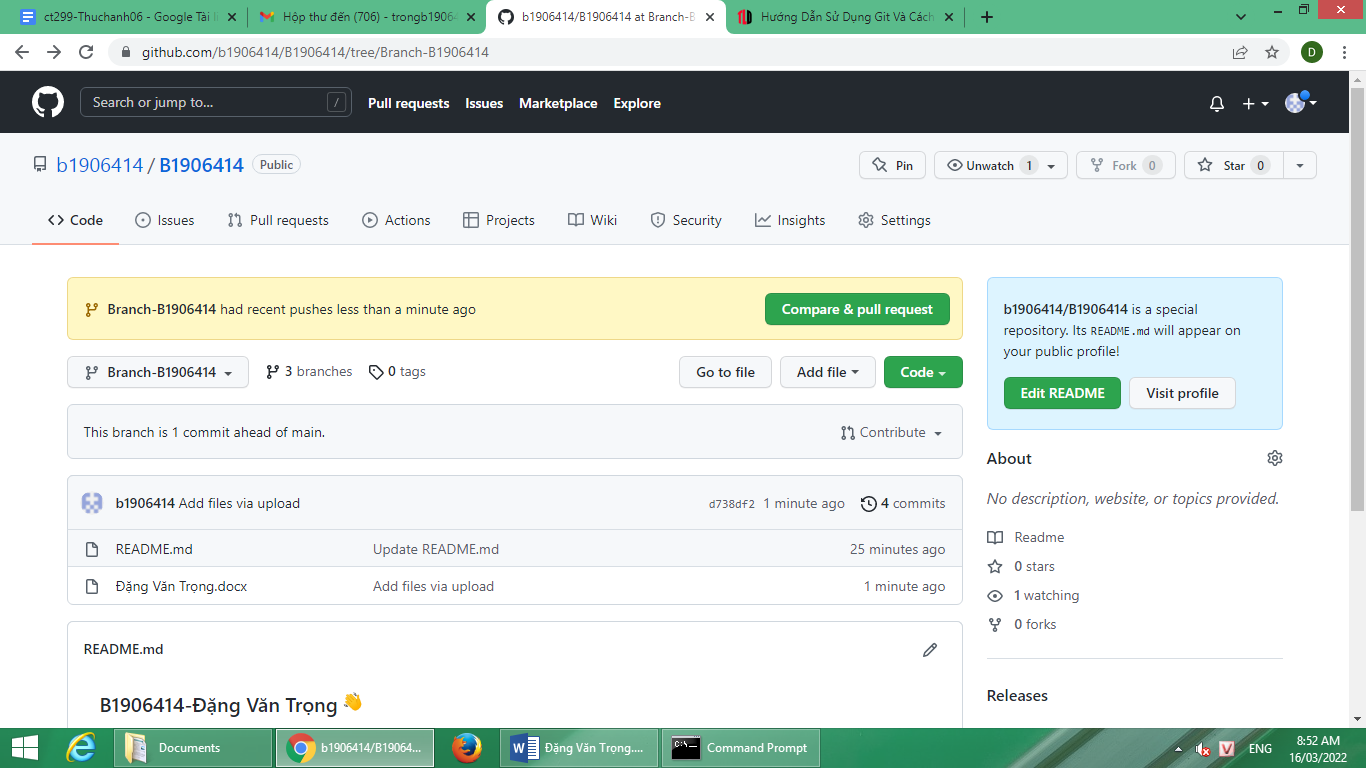 ct299-Thuchanh06 - Google Tài li
Hộp thư đến (706) - trongb19064
b1906414/B1906414 at Branch-B
Hướng Dẫn Sử Dụng Git Và Cách
github.com/b1906414/B1906414/tree/Branch-B1906414
D
Search or jump to... /
Pull requests Issues Marketplace Explore
b1906414 / B1906414 Public
Pin Unwatch 1 Fork 0 Star 0
Code Issues Pull requests Actions Projects Wiki Security Insights Settings
Branch-B1906414 had recent pushes less than a minute ago
Compare & pull request
Branch-B1906414 3 branches 0 tags
Go to file Add file Code
This branch is 1 commit ahead of main.
Contribute
b1906414 Add files via upload d738df2 1 minute ago 4 commits
README.md Update README.md 25 minutes ago
Đặng Văn Trọng.docx Add files via upload 1 minute ago
README.md
B1906414-Đặng Văn Trọng 👋
b1906414/B1906414 is a special
repository. Its README.md will appear on
your public profile!
Edit README Visit profile
About
No description, website, or topics provided.
Readme
0 stars
1 watching
0 forks
Releases
Documents
b1906414/B19064...
Đặng Văn Trọng....
C:\
Command Prompt
V
ENG
8:52 AM
16/03/2022